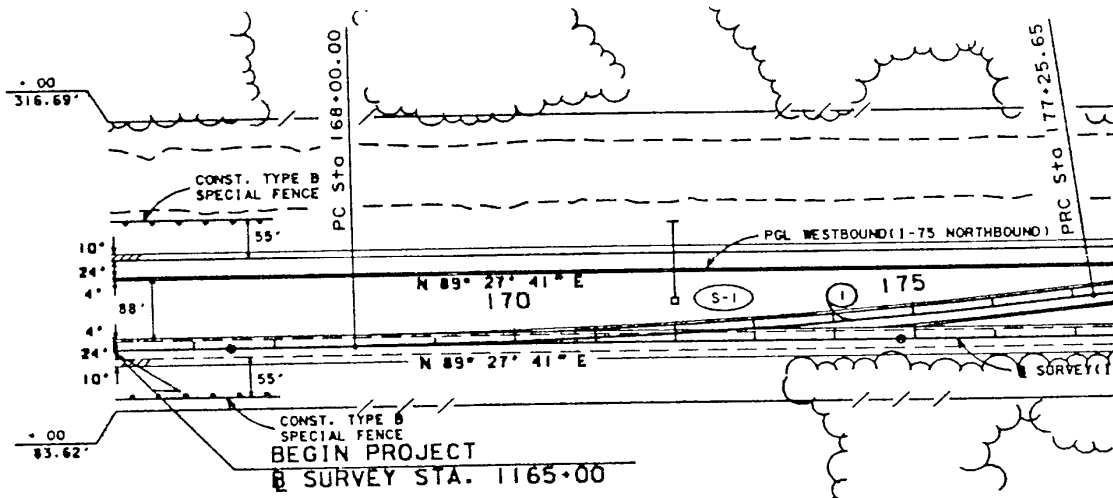 + 00
316.69'
PC Sta 168+00.00
PRC Sta 177+25.65
CONST. TYPE B
SPECIAL FENCE
55'
10'
24'
4'
PGL WESTBOUND(I-75 NORTHBOUND)
N 89° 27' 41" E
170
S-1
1
175
88'
4'
24'
10'
N 89° 27' 41" E
55'
SURVEY(I
CONST. TYPE B
SPECIAL FENCE
+ 00
83.62'
BEGIN PROJECT
BL SURVEY STA. 1165+00